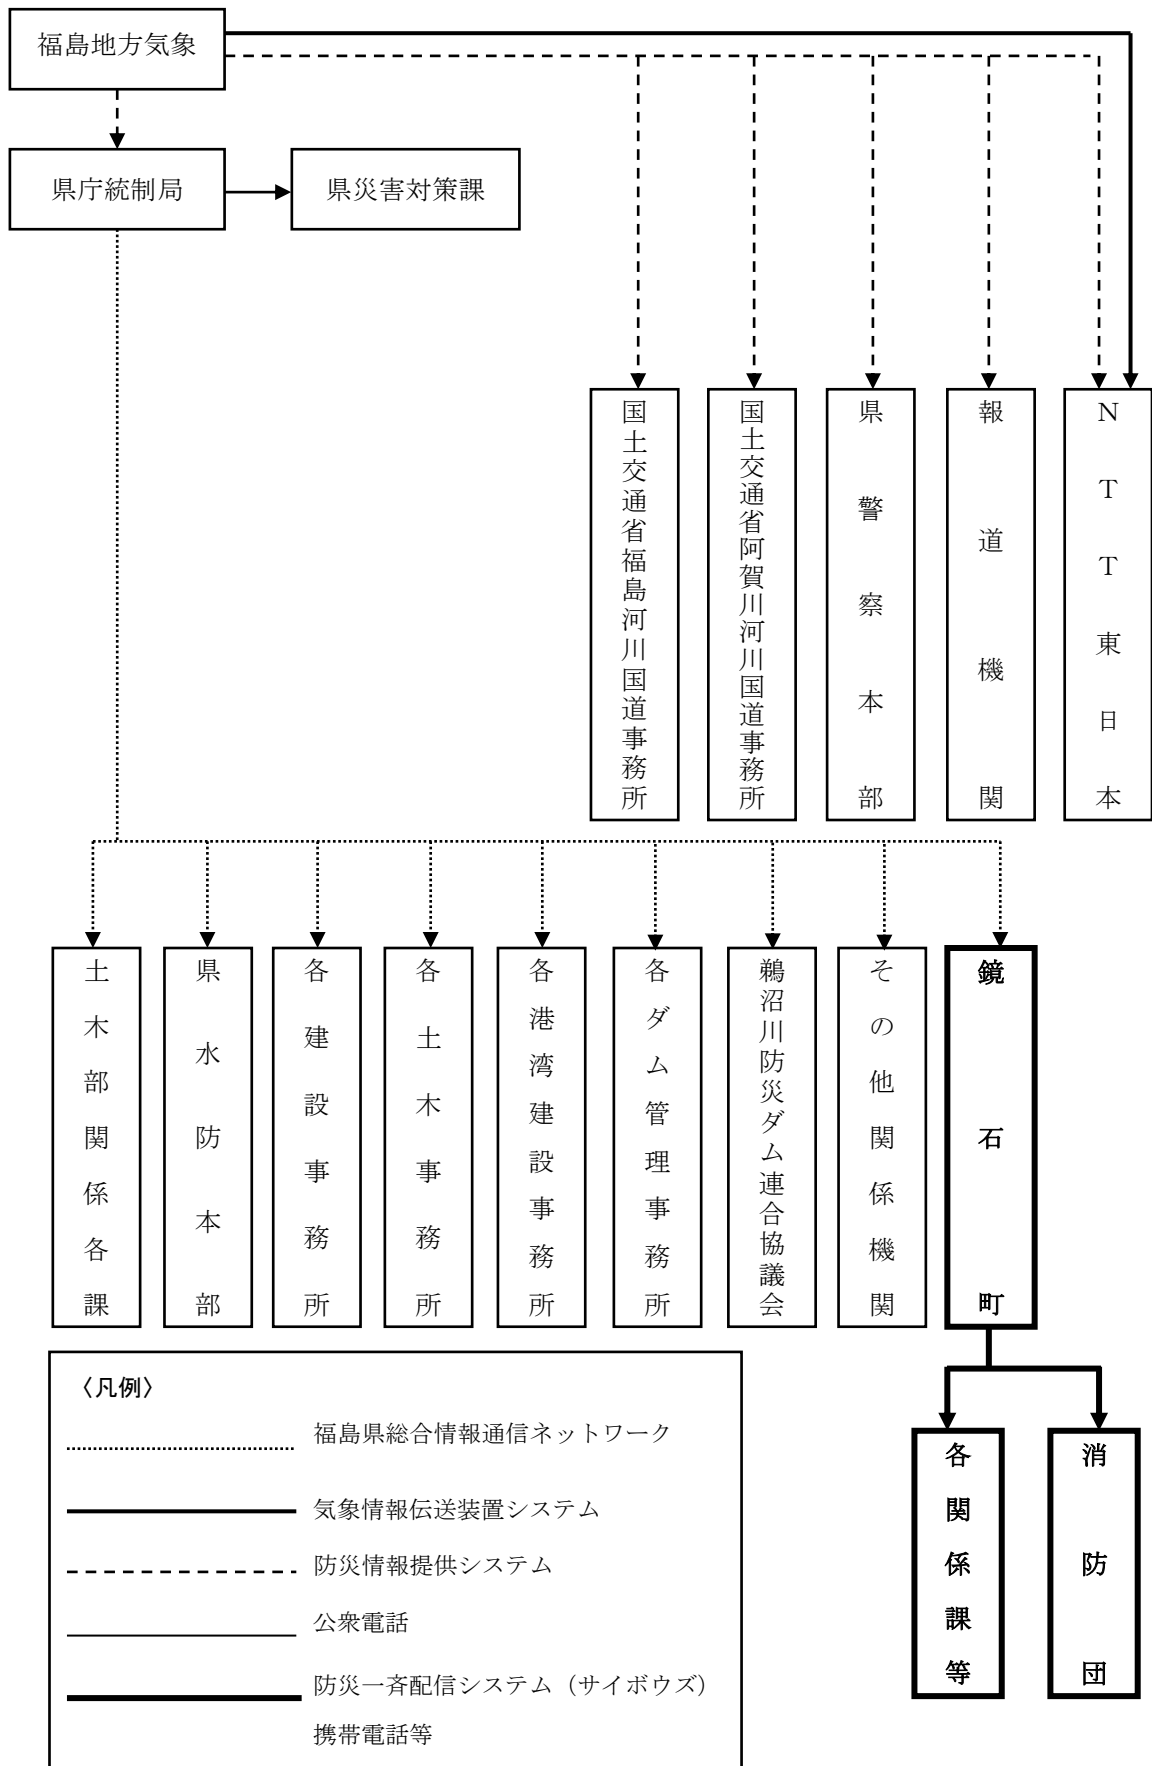 福島地方気象
県庁統制局
県災害対策課
国土交通省福島河川国道事務所
国土交通省阿賀川河川国道事務所
県警察本部
報道機関
NTT東日本
土木部関係各課
県水防本部
各建設事務所
各土木事務所
各港湾建設事務所
各ダム管理事務所
鵜沼川防災ダム連合協議会
その他関係機関
鏡石町
〈凡例〉
福島県総合情報通信ネットワーク
気象情報伝送装置システム
防災情報提供システム
公衆電話
防災一斉配信システム（サイボウズ）
携帯電話等
各関係課等
消防団